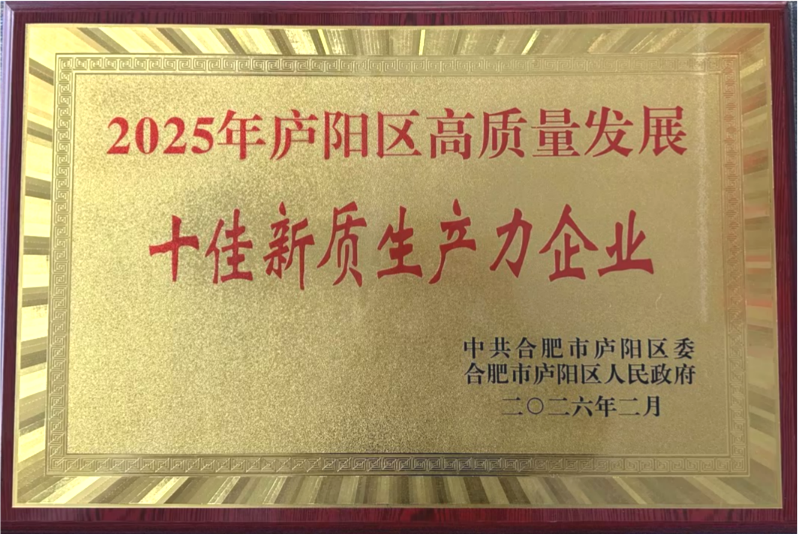 2025年庐阳区高质量发展
十佳新质生产力企业
中共合肥市庐阳区委
合肥市庐阳区人民政府
二〇二六年二月